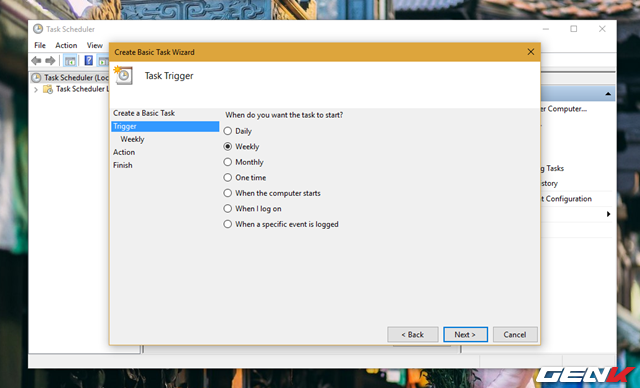 Task Scheduler
File Action View
Task Scheduler (Loc
Task Scheduler L
Create Basic Task Wizard
Task Trigger
Create a Basic Task
Trigger
Weekly
Action
Finish
When do you want the task to start?
Daily
Weekly
Monthly
One time
When the computer starts
When I log on
When a specific event is logged
< Back
Next >
Cancel
er Computer...
g Tasks
story
t Configuration
GENK